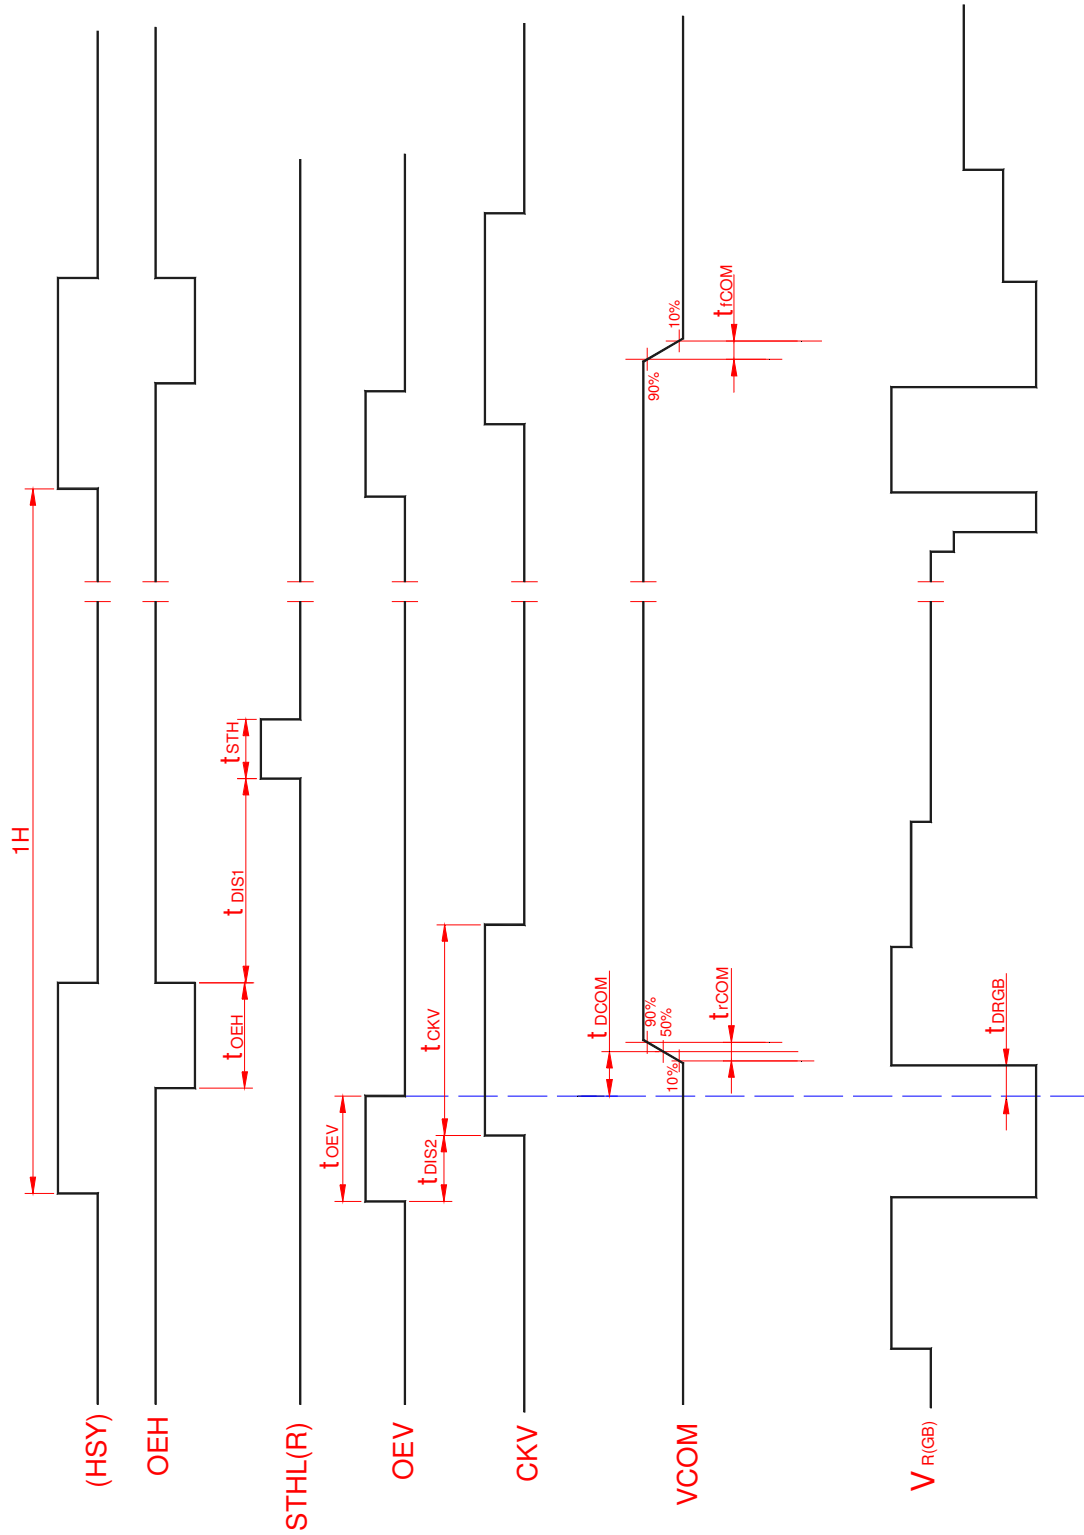 (HSY)
1H
OEH
tOEH
tDIS1
tSTH
STHL(R)
OEV
tOEV
tDIS2
tCKV
CKV
VCOM
tDCOM
10%
50%
90%
trCOM
90%
10%
tfCOM
VR(GB)
tDRGB